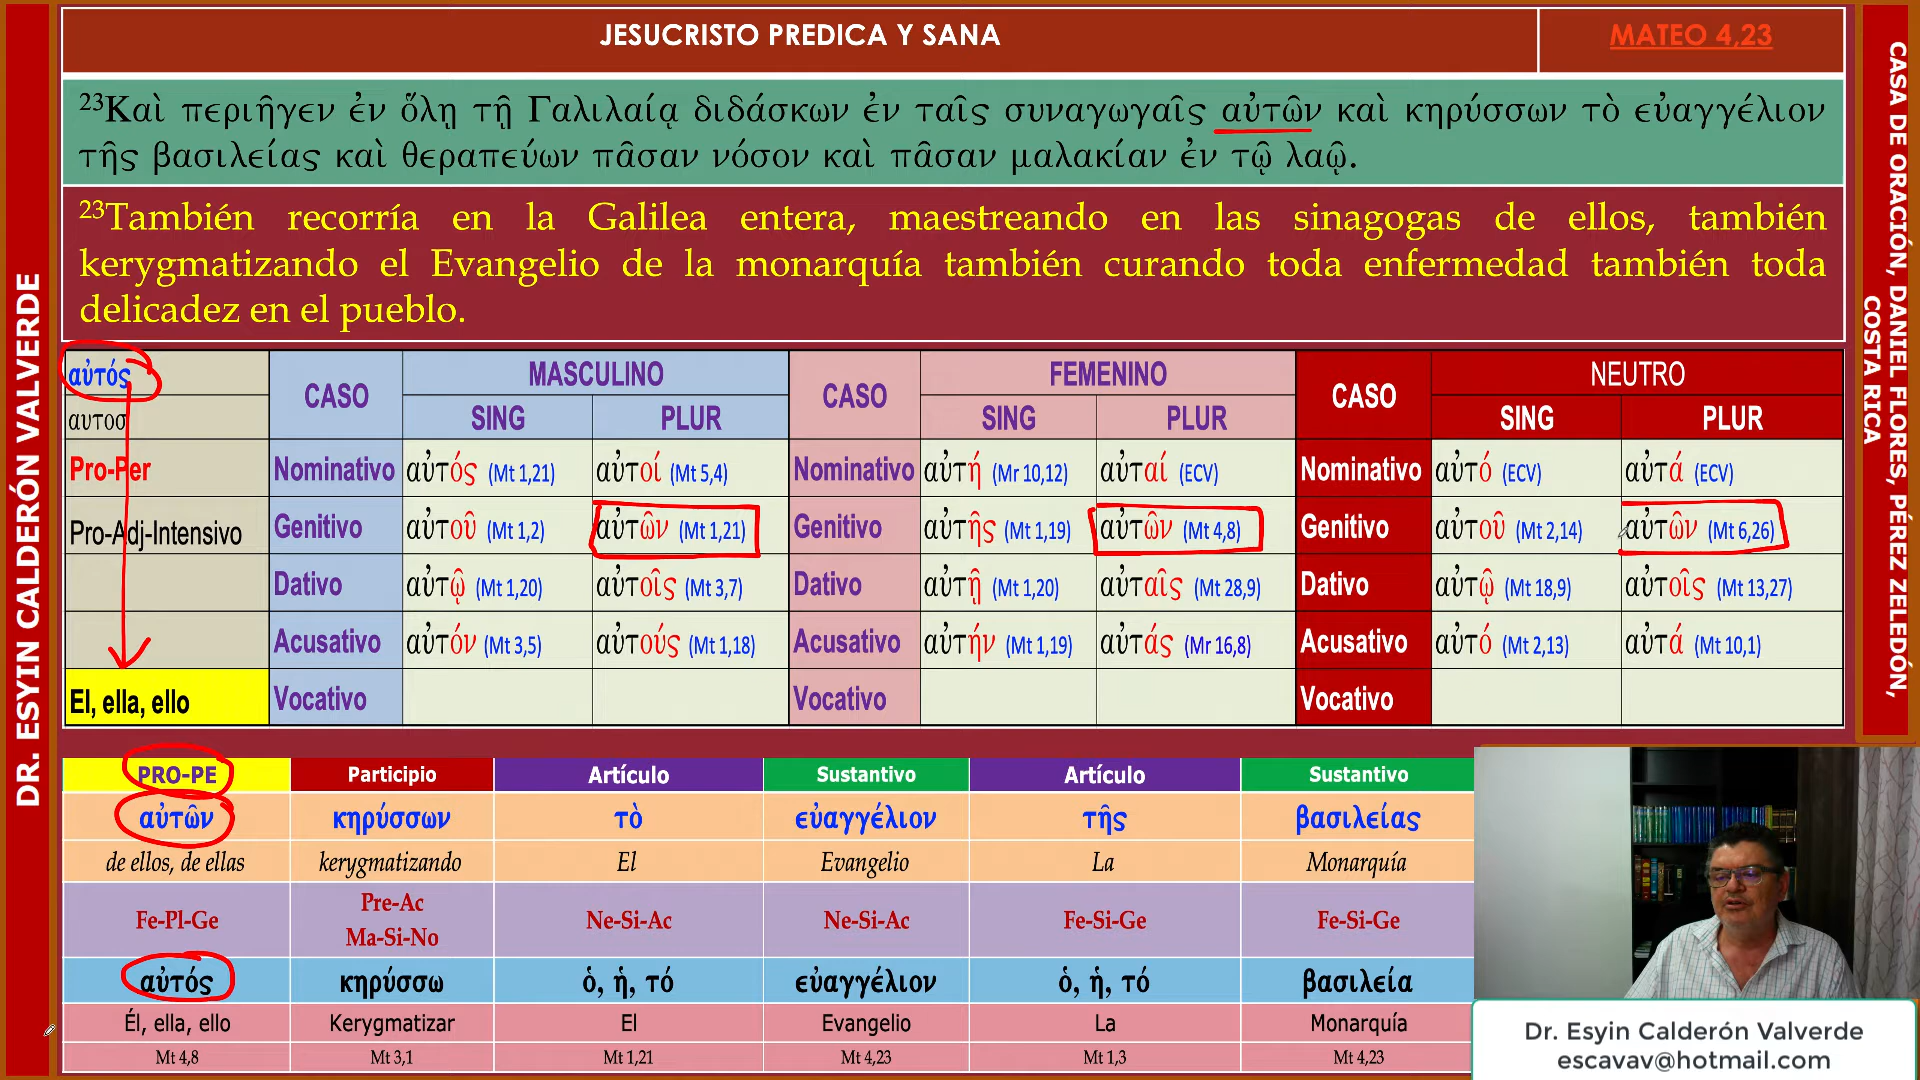 JESUCRISTO PREDICA Y SANA
MATEO 4,23
²³Καὶ περιῆγεν ἐν ὅλῃ τῇ Γαλιλαίᾳ διδάσκων ἐν ταῖς συναγωγαῖς αὐτῶν καὶ κηρύσσων τὸ εὐαγγέλιον
τῆς βασιλείας καὶ θεραπεύων πᾶσαν νόσον καὶ πᾶσαν μαλακίαν ἐν τῷ λαῷ.
²³También recorría en la Galilea entera, maestreando en las sinagogas de ellos, también
kerygmatizando el Evangelio de la monarquía también curando toda enfermedad también toda
delicadez en el pueblo.
αὐτός CASO MASCULINO CASO FEMENINO CASO NEUTRO
αυτοσ SING PLUR SING PLUR SING PLUR
Pro-Per Nominativo αὐτός (Mt 1,21) αὐτοί (Mt 5,4) Nominativo αὐτή (Mr 10,12) αὐταί (ECV) Nominativo αὐτό (ECV) αὐτά (ECV)
Pro-Adj-Intensivo Genitivo αὐτοῦ (Mt 1,2) αὐτῶν (Mt 1,21) Genitivo αὐτῆς (Mt 1,19) αὐτῶν (Mt 4,8) Genitivo αὐτοῦ (Mt 2,14) αὐτῶν (Mt 6,26)
Dativo αὐτῷ (Mt 1,20) αὐτοῖς (Mt 3,7) Dativo αὐτῇ (Mt 1,20) αὐταῖς (Mt 28,9) Dativo αὐτῷ (Mt 18,9) αὐτοῖς (Mt 13,27)
Acusativo αὐτόν (Mt 3,5) αὐτούς (Mt 1,18) Acusativo αὐτήν (Mt 1,19) αὐτάς (Mr 16,8) Acusativo αὐτό (Mt 2,13) αὐτά (Mt 10,1)
El, ella, ello Vocativo Vocativo Vocativo
PRO-PE Participio Artículo Sustantivo Artículo Sustantivo
αὐτῶν κηρύσσων τὸ εὐαγγέλιον τῆς βασιλείας
de ellos, de ellas kerygmatizando El Evangelio La Monarquía
Fe-Pl-Ge Pre-Ac Ma-Si-No Ne-Si-Ac Ne-Si-Ac Fe-Si-Ge Fe-Si-Ge
αὐτός κηρύσσω ὁ, ἡ, τό εὐαγγέλιον ὁ, ἡ, τό βασιλεία
Él, ella, ello Kerygmatizar El Evangelio La Monarquía
Mt 4,8 Mt 3,1 Mt 1,21 Mt 4,23 Mt 1,3 Mt 4,23
DR. ESYIN CALDERÓN VALVERDE
CASA DE ORACIÓN, DANIEL FLORES, PÉREZ ZELEDÓN,
COSTA RICA
Dr. Esyin Calderón Valverde
escavav@hotmail.com